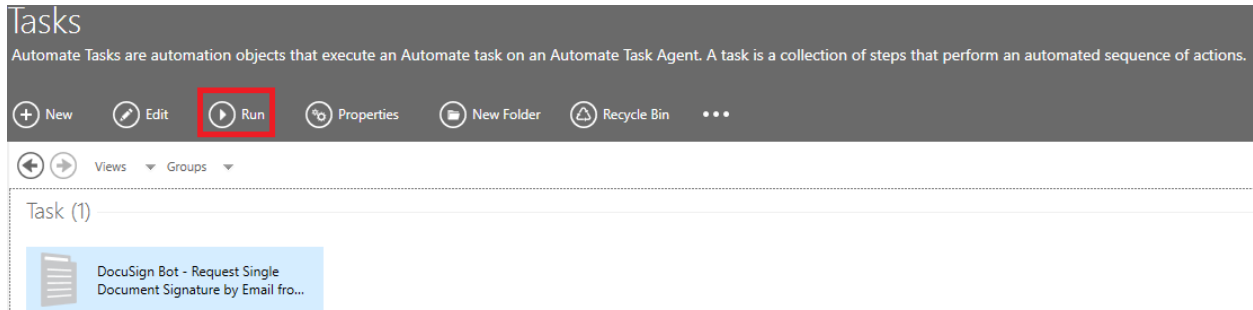 Tasks
Automate Tasks are automation objects that execute an Automate task on an Automate Task Agent. A task is a collection of steps that perform an automated sequence of actions.
New Edit Run Properties New Folder Recycle Bin •••
Views Groups
Task (1)
DocuSign Bot - Request Single
Document Signature by Email fro...